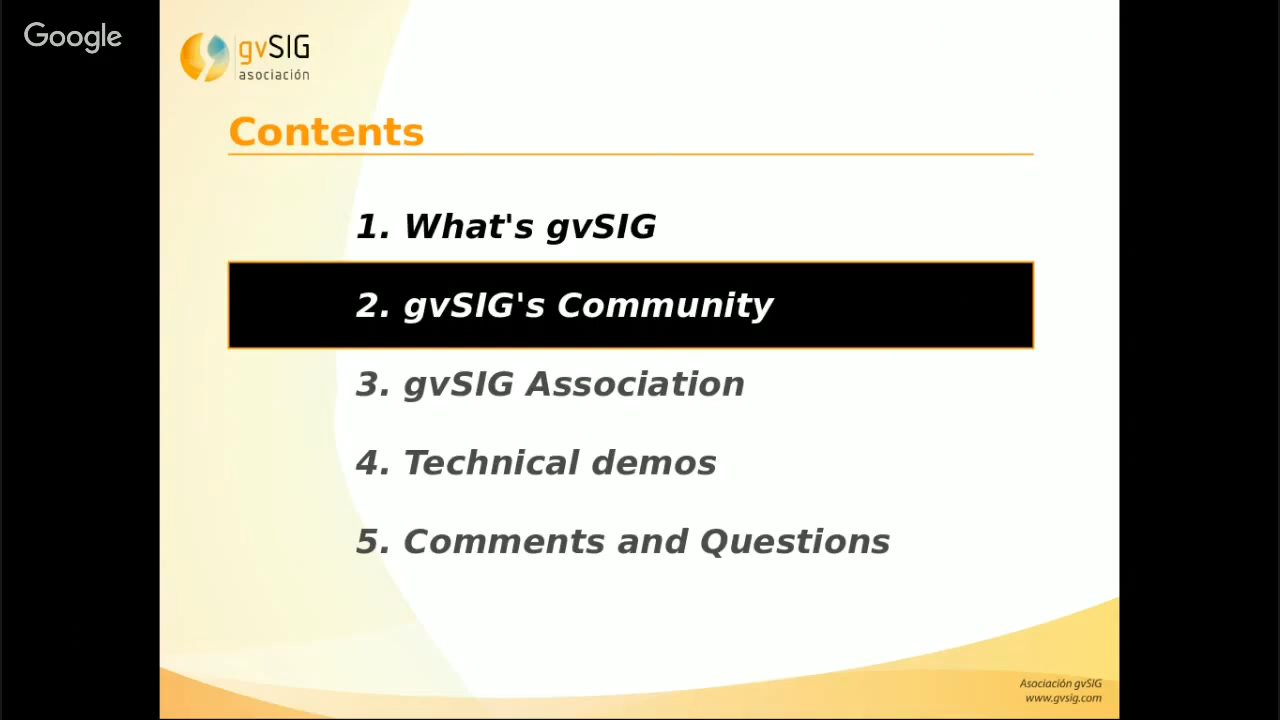 Google
gvSIG
asociación
Contents
1. What's gvSIG
2. gvSIG's Community
3. gvSIG Association
4. Technical demos
5. Comments and Questions
Asociación gvSIG
www.gvsig.com